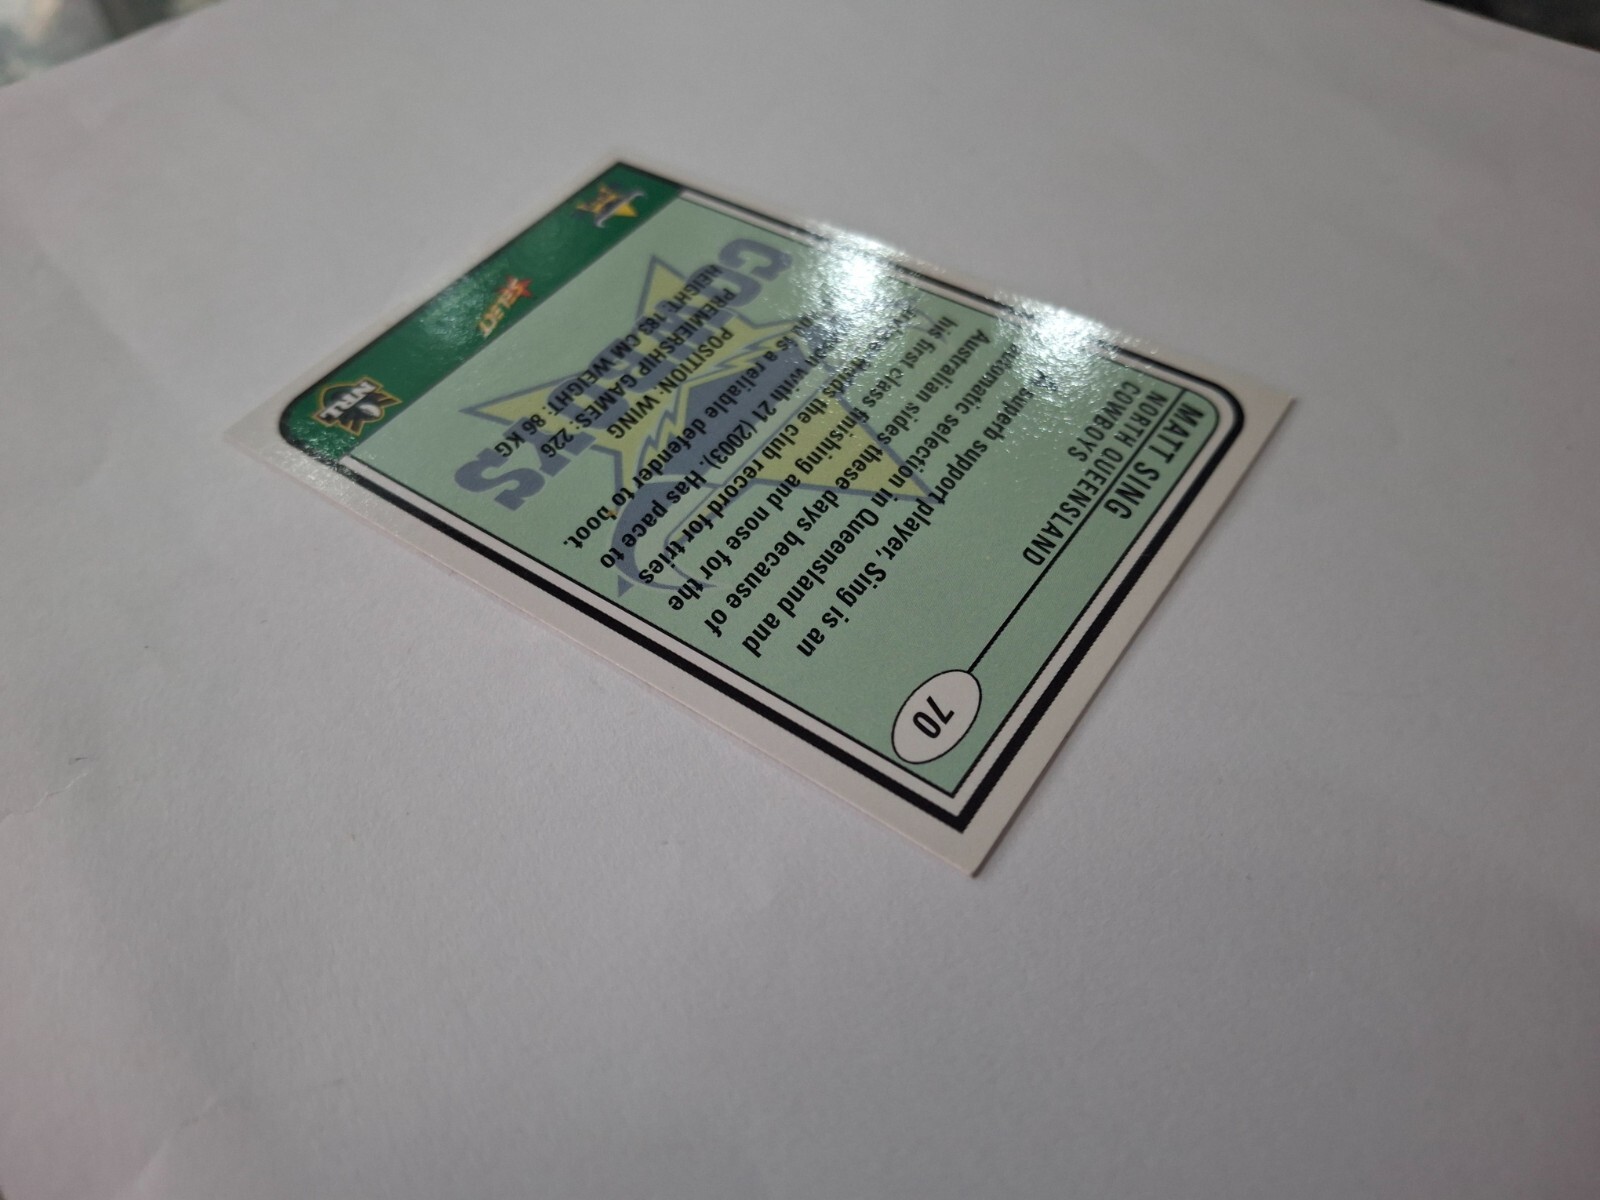 70
MATT SING
NORTH QUEENSLAND
COWBOYS
superb support player, Sing is an
automatic selection in Queensland and
Australian sides these days because of
his first class finishing and nose for the
holds the club record for tries
with 21 (2003). Has pace to
is a reliable defender to boot.
POSITION: WING
PREMIERSHIP GAMES: 226
HEIGHT: 183 CM WEIGHT: 86 KG
COWBOYS
SELECT
NRL